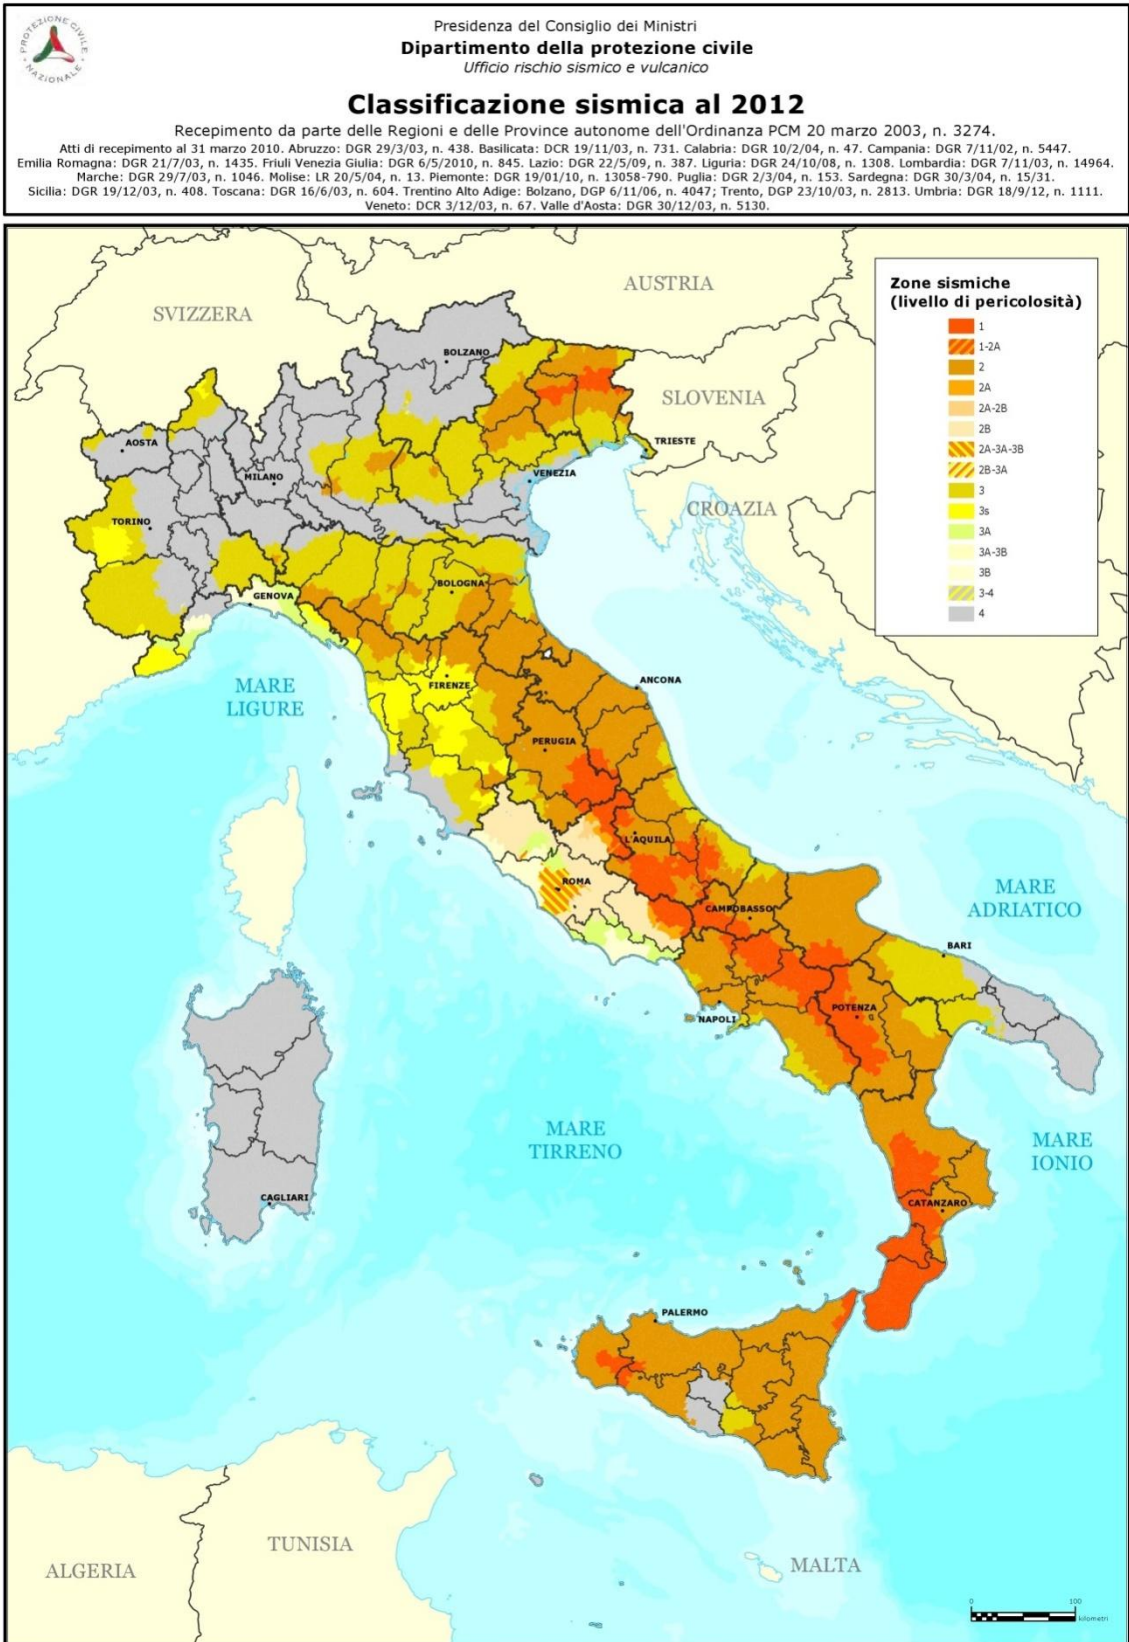 PROTEZIONE CIVILE
NAZIONALE
Presidenza del Consiglio dei Ministri
Dipartimento della protezione civile
Ufficio rischio sismico e vulcanico
Classificazione sismica al 2012
Recepimento da parte delle Regioni e delle Province autonome dell'Ordinanza PCM 20 marzo 2003, n. 3274.
Atti di recepimento al 31 marzo 2010. Abruzzo: DGR 29/3/03, n. 438. Basilicata: DCR 19/11/03, n. 731. Calabria: DGR 10/2/04, n. 47. Campania: DGR 7/11/02, n. 5447.
Emilia Romagna: DGR 21/7/03, n. 1435. Friuli Venezia Giulia: DGR 6/5/2010, n. 845. Lazio: DGR 22/5/09, n. 387. Liguria: DGR 24/10/08, n. 1308. Lombardia: DGR 7/11/03, n. 14964.
Marche: DGR 29/7/03, n. 1046. Molise: LR 20/5/04, n. 13. Piemonte: DGR 19/01/10, n. 13058-790. Puglia: DGR 2/3/04, n. 153. Sardegna: DGR 30/3/04, n. 15/31.
Sicilia: DGR 19/12/03, n. 408. Toscana: DGR 16/6/03, n. 604. Trentino Alto Adige: Bolzano, DGP 6/11/06, n. 4047; Trento, DGP 23/10/03, n. 2813. Umbria: DGR 18/9/12, n. 1111.
Veneto: DCR 3/12/03, n. 67. Valle d'Aosta: DGR 30/12/03, n. 5130.
Zone sismiche
(livello di pericolosità)
1
1-2A
2
2A
2A-2B
2B
2A-3A-3B
2B-3A
3
3s
3A
3A-3B
3B
3-4
4
AUSTRIA
SVIZZERA
BOLZANO
SLOVENIA
TRIESTE
AOSTA
MILANO
VENEZIA
CROAZIA
TORINO
BOLOGNA
GENOVA
ANCONA
FIRENZE
MARE
LIGURE
PERUGIA
L'AQUILA
ROMA
MARE
ADRIATICO
CAMPOBASSO
BARI
POTENZA
NAPOLI
MARE
TIRRENO
MARE
IONIO
CAGLIARI
CATANZARO
PALERMO
TUNISIA
ALGERIA
MALTA
0
100
kilometri